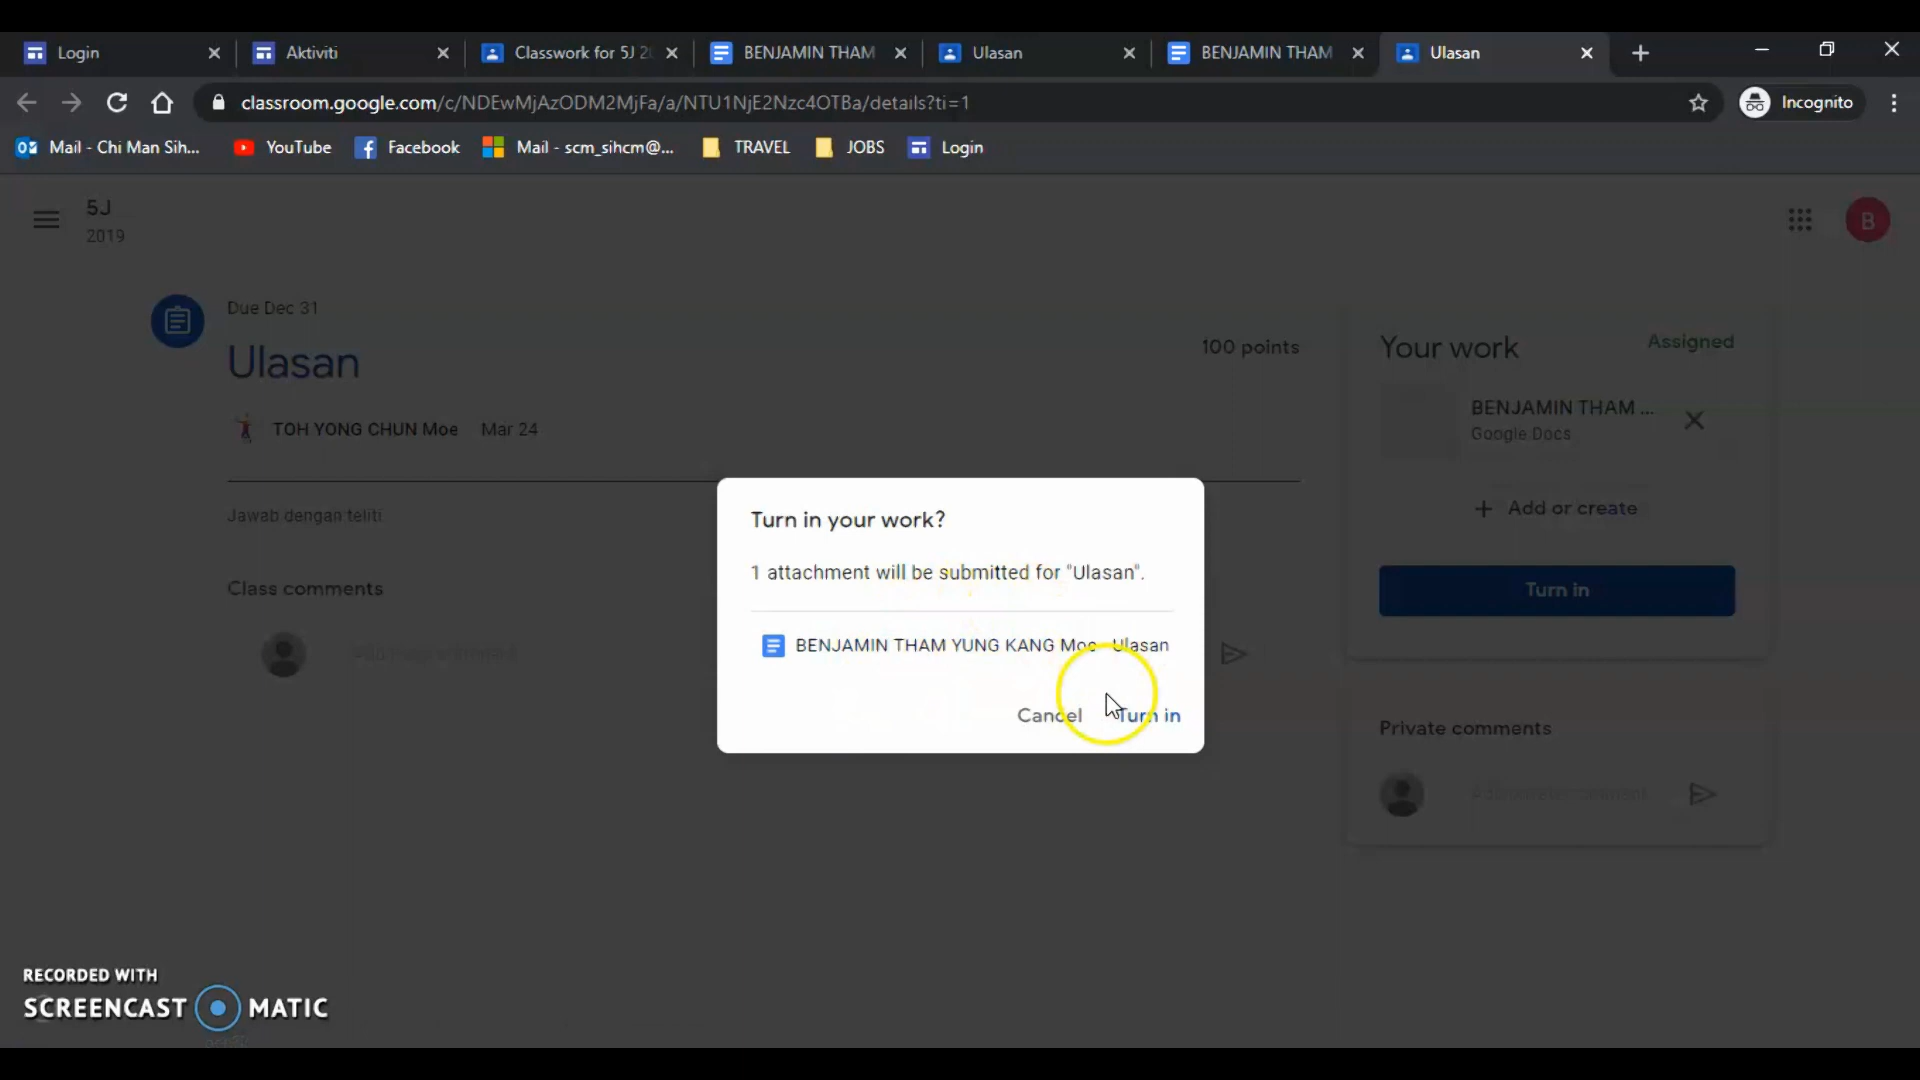 Login
Aktiviti
Classwork for 5J 2
BENJAMIN THAM
Ulasan
BENJAMIN THAM
Ulasan
classroom.google.com/c/NDEwMjAzODM2MjFa/a/NTU1NjE2Nzc4OTBa/details?ti=1
Incognito
Mail - Chi Man Sih...
YouTube
Facebook
Mail - scm_sihcm@...
TRAVEL
JOBS
Login
5J
2019
B
Due Dec 31
Ulasan
100 points
TOH YONG CHUN Moe Mar 24
Jawab dengan teliti
Class comments
Your work
Assigned
BENJAMIN THAM ...
Google Docs
+ Add or create
Turn in
Private comments
Turn in your work?
1 attachment will be submitted for "Ulasan".
BENJAMIN THAM YUNG KANG Moe - Ulasan
Cancel
Turn in
RECORDED WITH
SCREENCAST MATIC